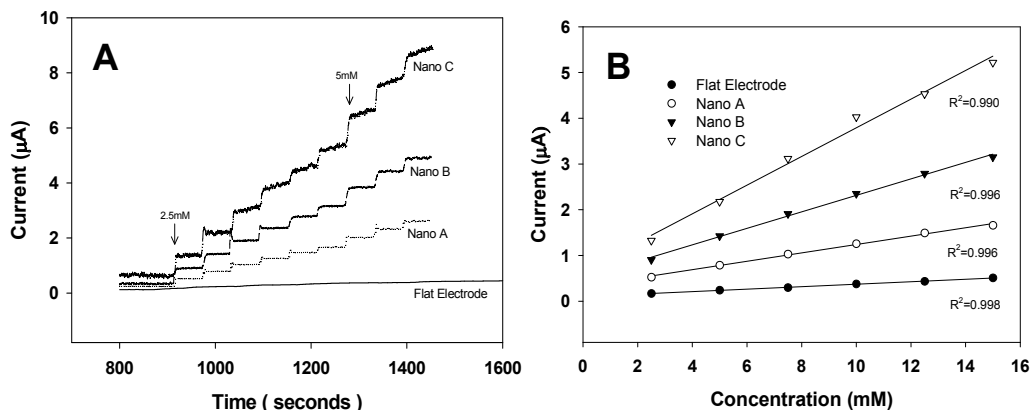 A
10
8
6
4
2
0
Current (µA)
2.5mM
5mM
Nano C
Nano B
Nano A
Flat Electrode
800
1000
1200
1400
1600
Time ( seconds)
B
6
5
4
3
2
1
0
Current (µA)
Flat Electrode
Nano A
Nano B
Nano C
R²=0.990
R²=0.996
R²=0.996
R²=0.998
0
2
4
6
8
10
12
14
16
Concentration (mM)